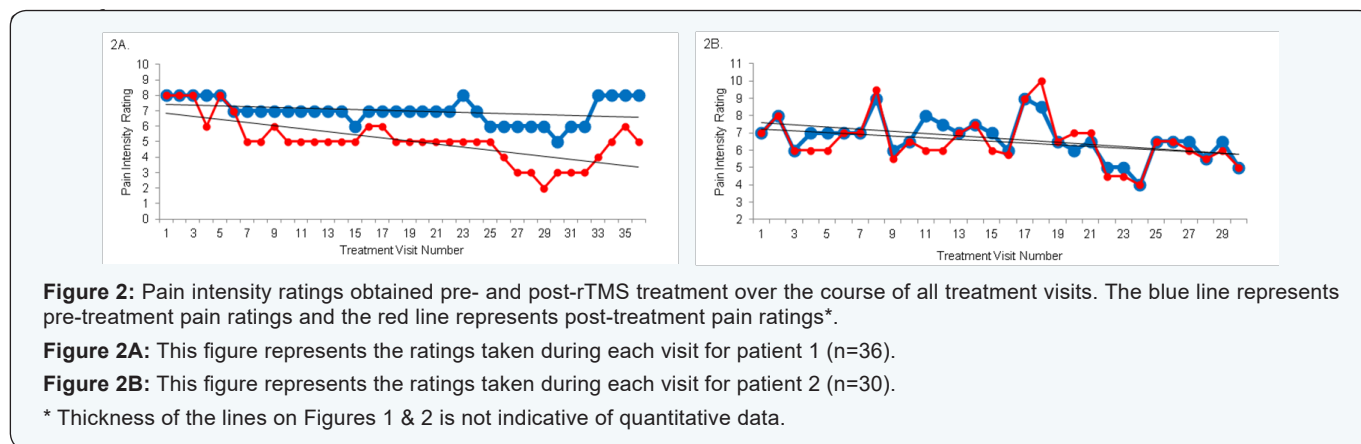 2A.
10
9
8
7
6
5
4
3
2
1
0
Pain Intensity Rating
1 3 5 7 9 11 13 15 17 19 21 23 25 27 29 31 33 35
Treatment Visit Number
2B.
11
10
9
8
7
6
5
4
3
2
Pain Intensity Rating
1 3 5 7 9 11 13 15 17 19 21 23 25 27 29
Treatment Visit Number
Figure 2: Pain intensity ratings obtained pre- and post-rTMS treatment over the course of all treatment visits. The blue line represents
pre-treatment pain ratings and the red line represents post-treatment pain ratings*.
Figure 2A: This figure represents the ratings taken during each visit for patient 1 (n=36).
Figure 2B: This figure represents the ratings taken during each visit for patient 2 (n=30).
* Thickness of the lines on Figures 1 & 2 is not indicative of quantitative data.